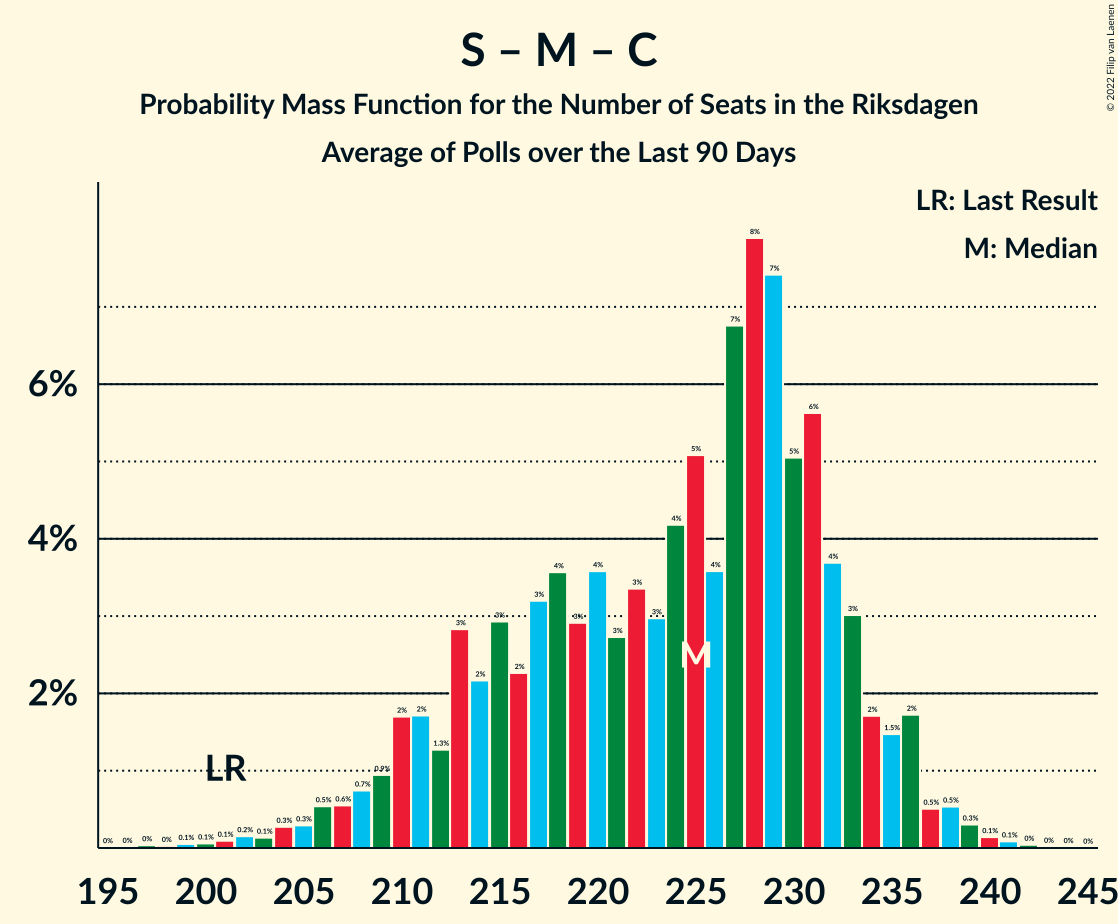 S – M – C
Probability Mass Function for the Number of Seats in the Riksdagen
Average of Polls over the Last 90 Days
© 2022 Filip van Laenen
LR: Last Result
M: Median
6%
4%
2%
0% 0% 0% 0% 0.1% 0.1% 0.1% 0.2% 0.1% 0.3% 0.3% 0.5% 0.6% 0.7% 0.9% 2% 2% 1.3% 3% 2% 3% 2% 3% 4% 3% 4% 3% 3% 3% 4% 5% 4% 7% 8% 7% 5% 6% 4% 3% 2% 1.5% 2% 0.5% 0.5% 0.3% 0.1% 0.1% 0% 0% 0% 0%
LR
M
195 200 205 210 215 220 225 230 235 240 245